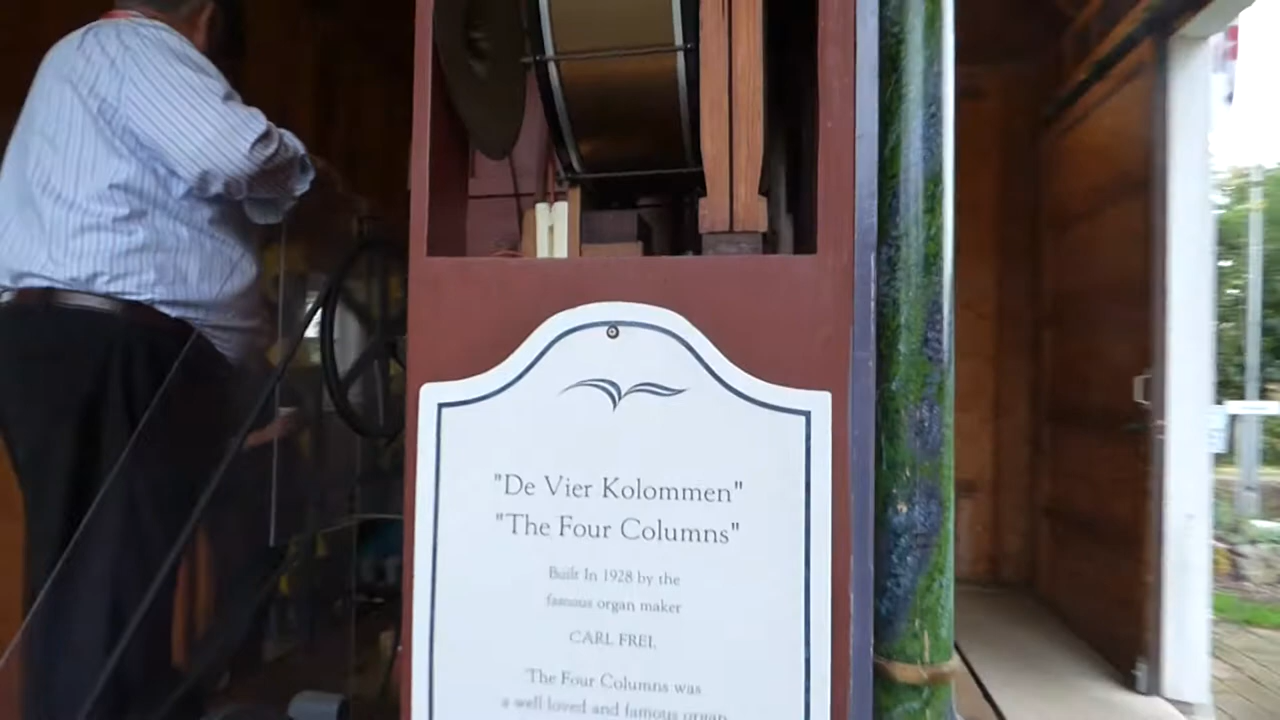 "De Vier Kolommen"
"The Four Columns"
Built In 1928 by the
famous organ maker
CARL FREI.
The Four Columns was
a well loved and famous organ